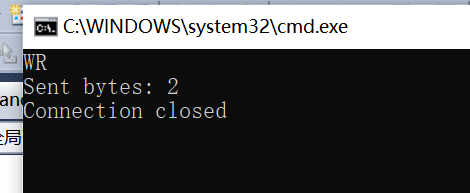 C:\WINDOWS\system32\cmd.exe
WR
Sent bytes: 2
Connection closed